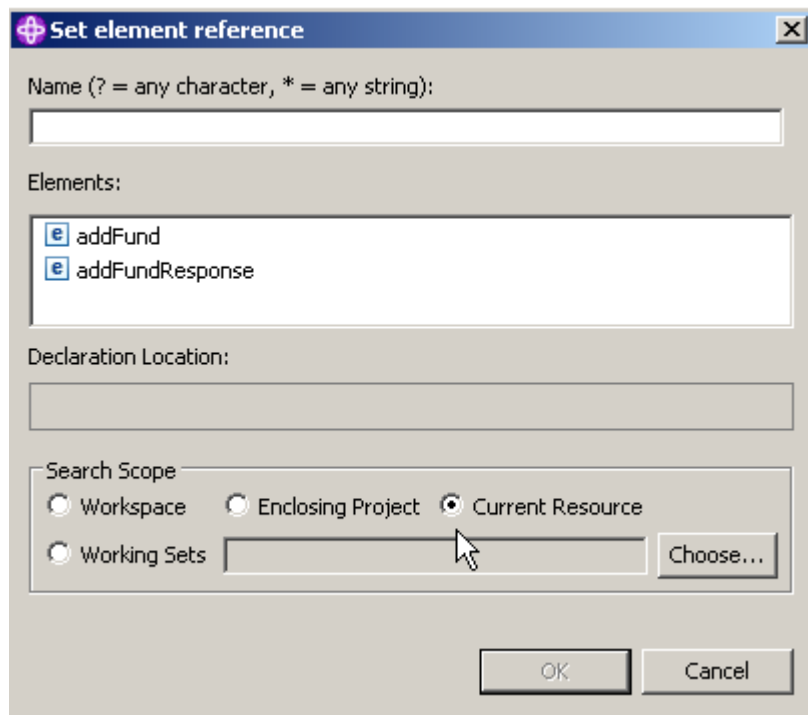 Set element reference
Name (? = any character, * = any string):
Elements:
addFund
addFundResponse
Declaration Location:
Search Scope
Workspace Enclosing Project Current Resource
Working Sets Choose...
OK Cancel